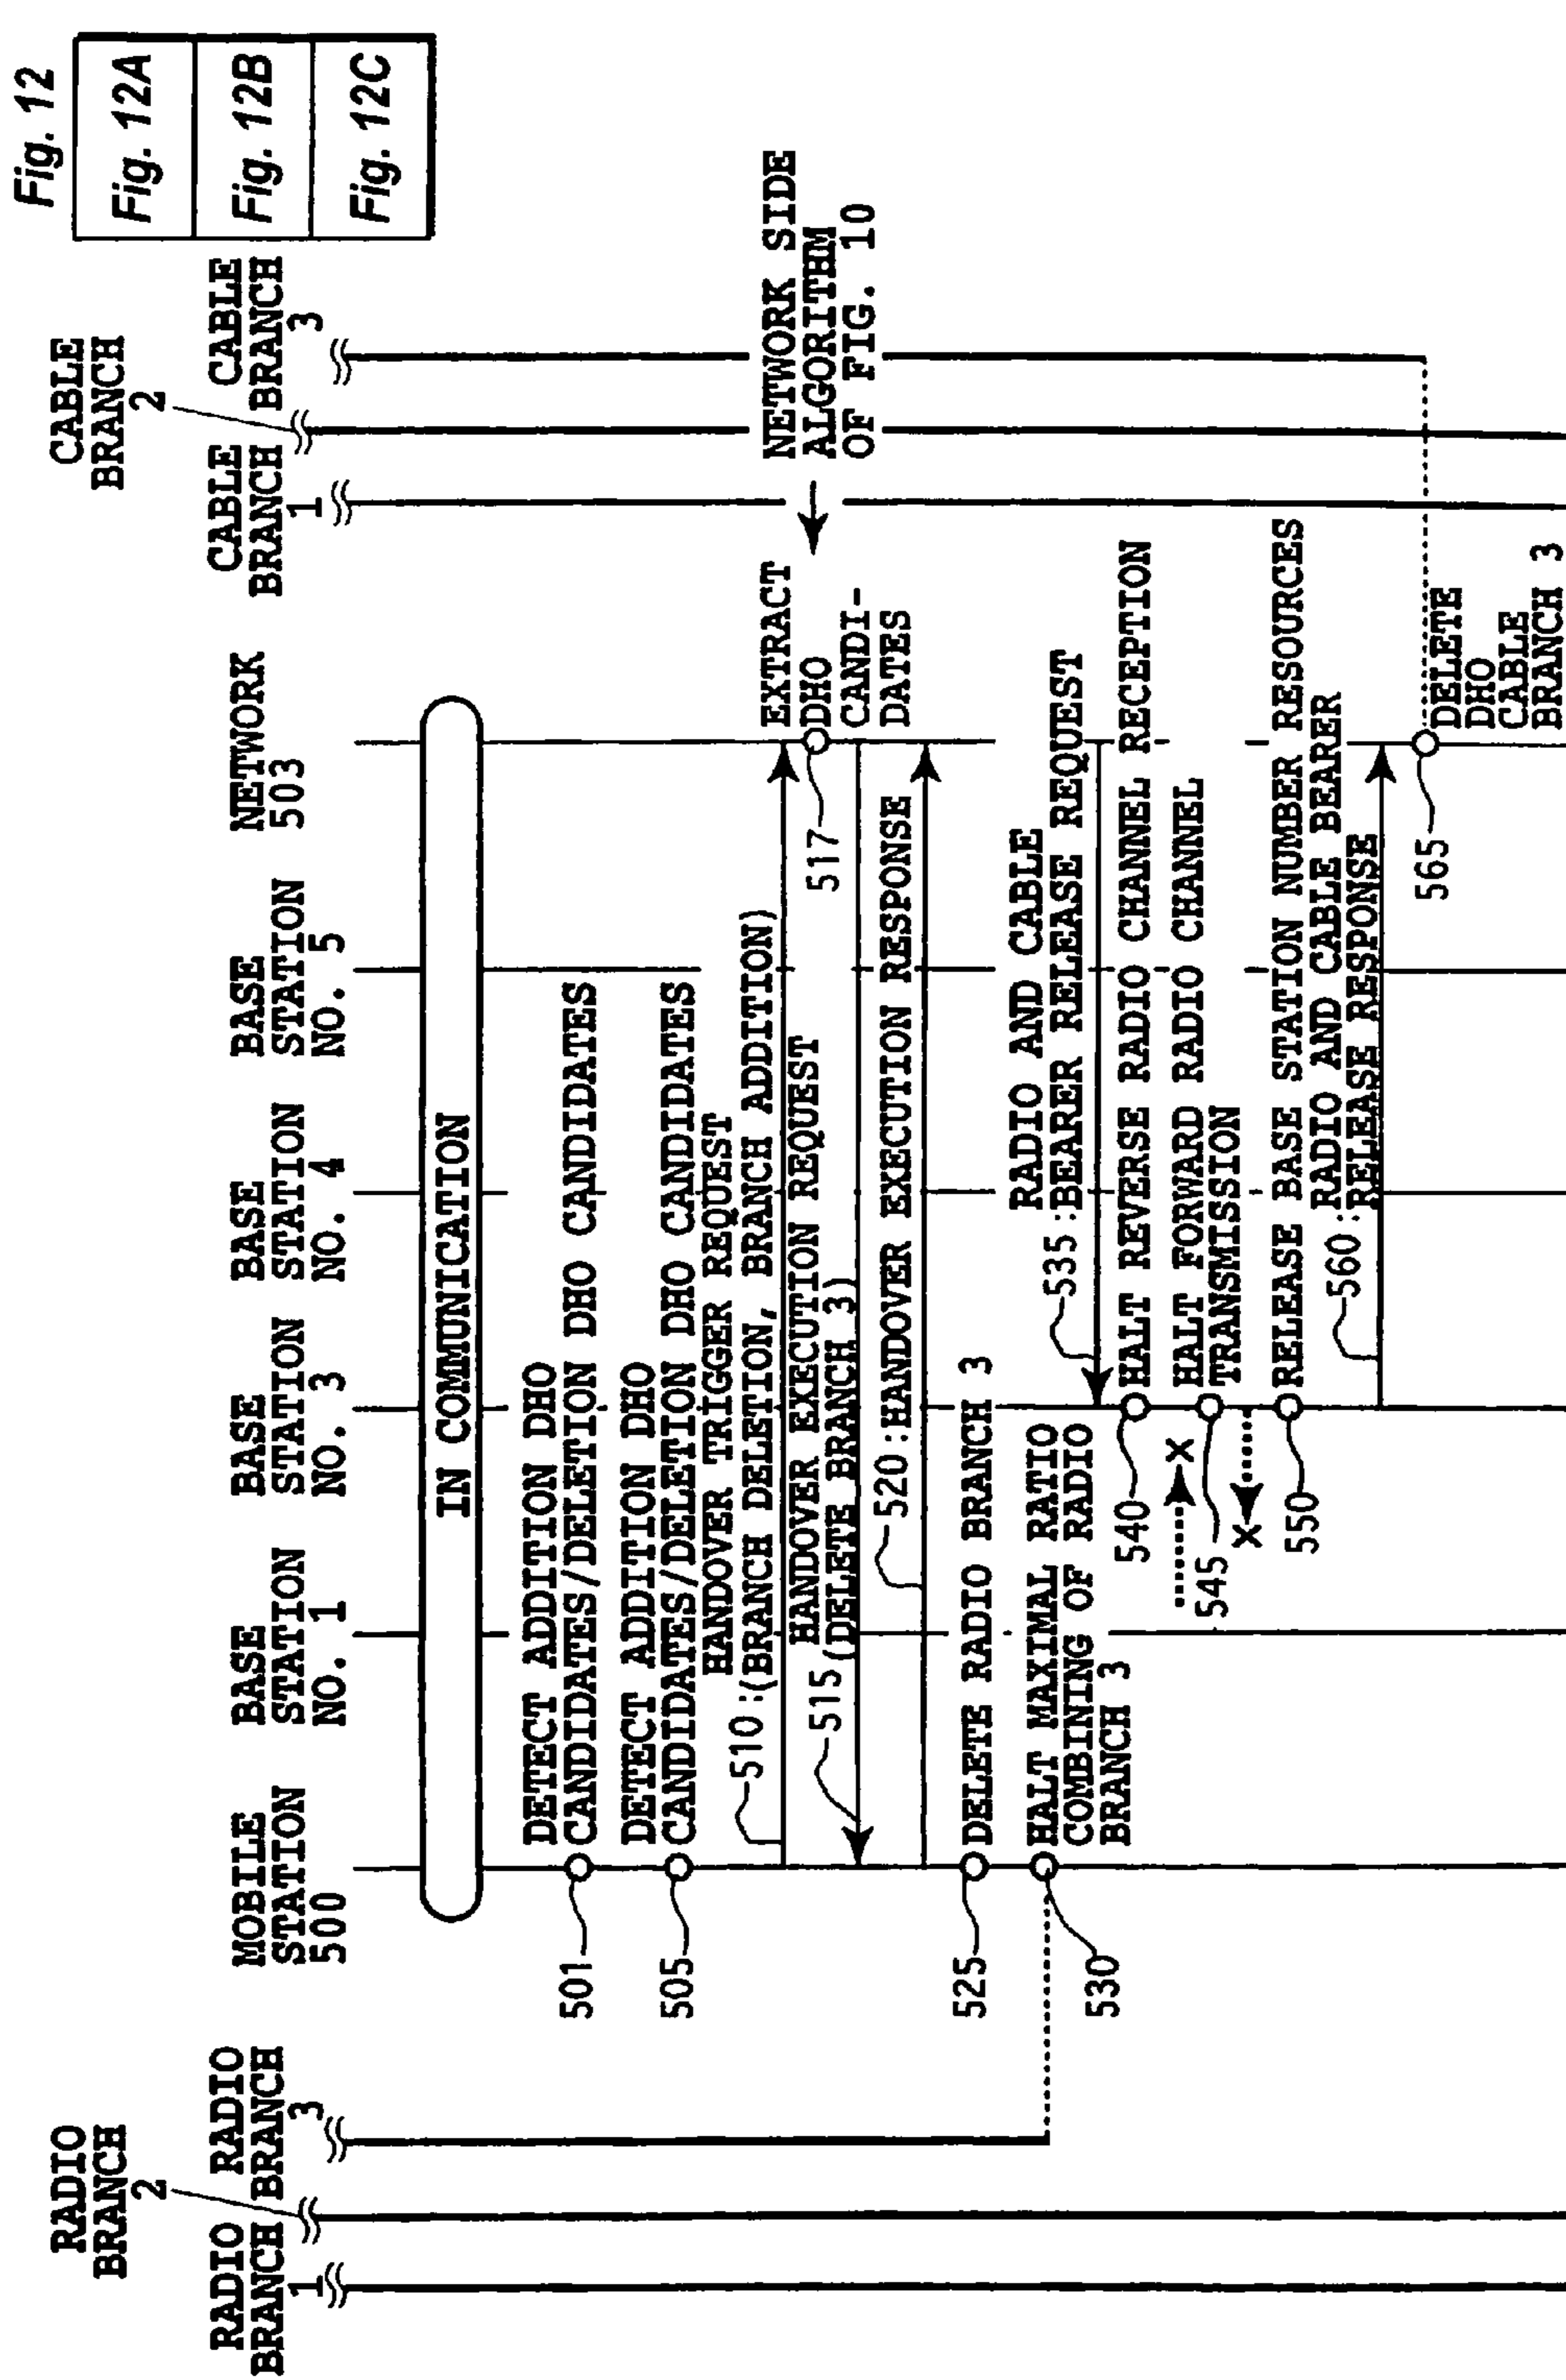 Fig. 12
Fig. 12A
Fig. 12B
Fig. 12C
RADIO
BRANCH
2
RADIO
BRANCH
1
RADIO
BRANCH
3
MOBILE
STATION
500
BASE
STATION
NO. 1
BASE
STATION
NO. 3
BASE
STATION
NO. 4
BASE
STATION
NO. 5
NETWORK
503
CABLE
BRANCH
2
CABLE
BRANCH
1
CABLE
BRANCH
3
IN COMMUNICATION
501
DETECT ADDITION DHO
CANDIDATES/DELETION DHO CANDIDATES
505
DETECT ADDITION DHO
CANDIDATES/DELETION DHO CANDIDATES
HANDOVER TRIGGER REQUEST
510:(BRANCH DELETION, BRANCH ADDITION)
EXTRACT
DHO
CANDI-
DATES
517
NETWORK SIDE
ALGORITHM
OF FIG. 10
HANDOVER EXECUTION REQUEST
515(DELETE BRANCH 3)
520:HANDOVER EXECUTION RESPONSE
525
DELETE RADIO BRANCH 3
530
HALT MAXIMAL RATIO
COMBINING OF RADIO
BRANCH 3
RADIO AND CABLE
535:BEARER RELEASE REQUEST
540
HALT REVERSE RADIO CHANNEL RECEPTION
X
545
HALT FORWARD RADIO CHANNEL
TRANSMISSION
X
550
RELEASE BASE STATION NUMBER RESOURCES
RADIO AND CABLE BEARER
560:RELEASE RESPONSE
565
DELETE
DHO
CABLE
BRANCH 3